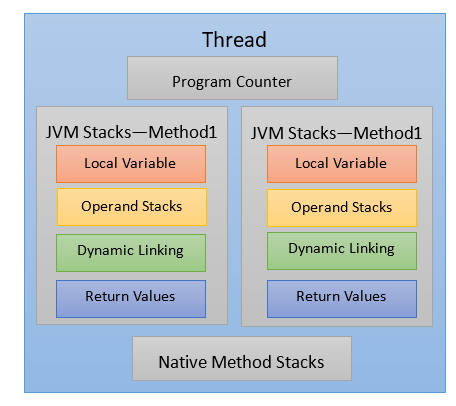 Thread
Program Counter
JVM Stacks—Method1
Local Variable
Operand Stacks
Dynamic Linking
Return Values
JVM Stacks—Method1
Local Variable
Operand Stacks
Dynamic Linking
Return Values
Native Method Stacks